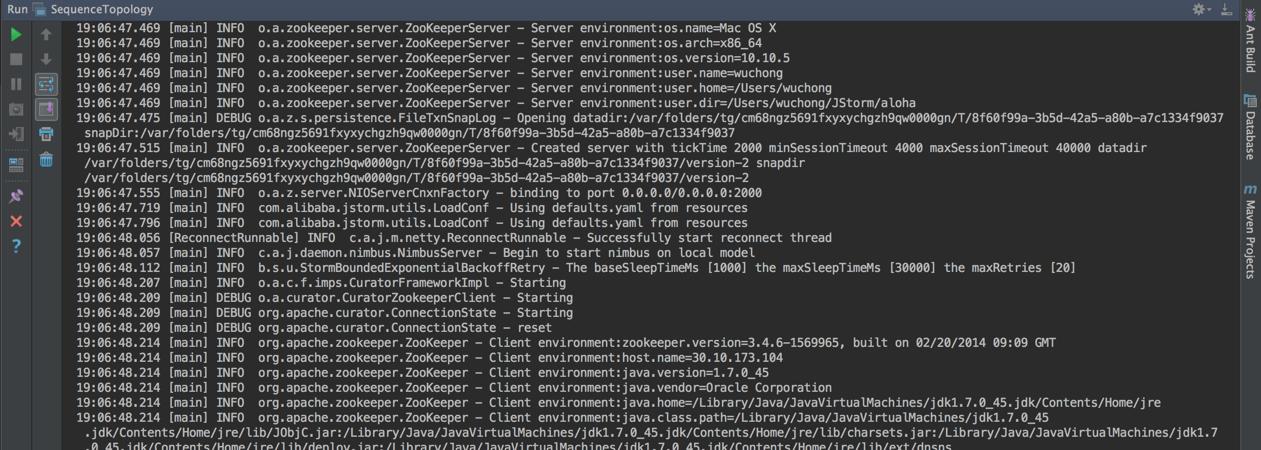 Run SequenceTopology
19:06:47.469 [main] INFO  o.a.zookeeper.server.ZooKeeperServer – Server environment:os.name=Mac OS X
19:06:47.469 [main] INFO  o.a.zookeeper.server.ZooKeeperServer – Server environment:os.arch=x86_64
19:06:47.469 [main] INFO  o.a.zookeeper.server.ZooKeeperServer – Server environment:os.version=10.10.5
19:06:47.469 [main] INFO  o.a.zookeeper.server.ZooKeeperServer – Server environment:user.name=wuchong
19:06:47.469 [main] INFO  o.a.zookeeper.server.ZooKeeperServer – Server environment:user.home=/Users/wuchong
19:06:47.469 [main] INFO  o.a.zookeeper.server.ZooKeeperServer – Server environment:user.dir=/Users/wuchong/JStorm/aloha
19:06:47.475 [main] DEBUG o.a.z.s.persistence.FileTxnSnapLog – Opening datadir:/var/folders/tg/cm68ngz5691fxyxychgzh9qw0000gn/T/8f60f99a-3b5d-42a5-a80b-a7c1334f9037
snapDir:/var/folders/tg/cm68ngz5691fxyxychgzh9qw0000gn/T/8f60f99a-3b5d-42a5-a80b-a7c1334f9037
19:06:47.515 [main] INFO  o.a.zookeeper.server.ZooKeeperServer – Created server with tickTime 2000 minSessionTimeout 4000 maxSessionTimeout 40000 datadir
/var/folders/tg/cm68ngz5691fxyxychgzh9qw0000gn/T/8f60f99a-3b5d-42a5-a80b-a7c1334f9037/version-2 snapdir
/var/folders/tg/cm68ngz5691fxyxychgzh9qw0000gn/T/8f60f99a-3b5d-42a5-a80b-a7c1334f9037/version-2
19:06:47.555 [main] INFO  o.a.z.server.NIOServerCnxnFactory – binding to port 0.0.0.0/0.0.0.0:2000
19:06:47.719 [main] INFO  com.alibaba.jstorm.utils.LoadConf – Using defaults.yaml from resources
19:06:47.796 [main] INFO  com.alibaba.jstorm.utils.LoadConf – Using defaults.yaml from resources
19:06:48.056 [ReconnectRunnable] INFO  c.a.j.m.netty.ReconnectRunnable – Successfully start reconnect thread
19:06:48.057 [main] INFO  c.a.j.daemon.nimbus.NimbusServer – Begin to start nimbus on local model
19:06:48.112 [main] INFO  b.s.u.StormBoundedExponentialBackoffRetry – The baseSleepTimeMs [1000] the maxSleepTimeMs [30000] the maxRetries [20]
19:06:48.207 [main] INFO  o.a.c.f.imps.CuratorFrameworkImpl – Starting
19:06:48.209 [main] DEBUG o.a.curator.CuratorZookeeperClient – Starting
19:06:48.209 [main] DEBUG org.apache.curator.ConnectionState – Starting
19:06:48.209 [main] DEBUG org.apache.curator.ConnectionState – reset
19:06:48.214 [main] INFO  org.apache.zookeeper.ZooKeeper – Client environment:zookeeper.version=3.4.6-1569965, built on 02/20/2014 09:09 GMT
19:06:48.214 [main] INFO  org.apache.zookeeper.ZooKeeper – Client environment:host.name=30.10.173.104
19:06:48.214 [main] INFO  org.apache.zookeeper.ZooKeeper – Client environment:java.version=1.7.0_45
19:06:48.214 [main] INFO  org.apache.zookeeper.ZooKeeper – Client environment:java.vendor=Oracle Corporation
19:06:48.214 [main] INFO  org.apache.zookeeper.ZooKeeper – Client environment:java.home=/Library/Java/JavaVirtualMachines/jdk1.7.0_45.jdk/Contents/Home/jre
19:06:48.214 [main] INFO  org.apache.zookeeper.ZooKeeper – Client environment:java.class.path=/Library/Java/JavaVirtualMachines/jdk1.7.0_45
.jdk/Contents/Home/jre/lib/JObjC.jar:/Library/Java/JavaVirtualMachines/jdk1.7.0_45.jdk/Contents/Home/jre/lib/charsets.jar:/Library/Java/JavaVirtualMachines/jdk1.7
.0_45.jdk/Contents/Home/jre/lib/deploy.jar:/Library/Java/JavaVirtualMachines/jdk1.7.0_45.jdk/Contents/Home/jre/lib/ext/dnsns
Ant Build
Database
Maven Projects